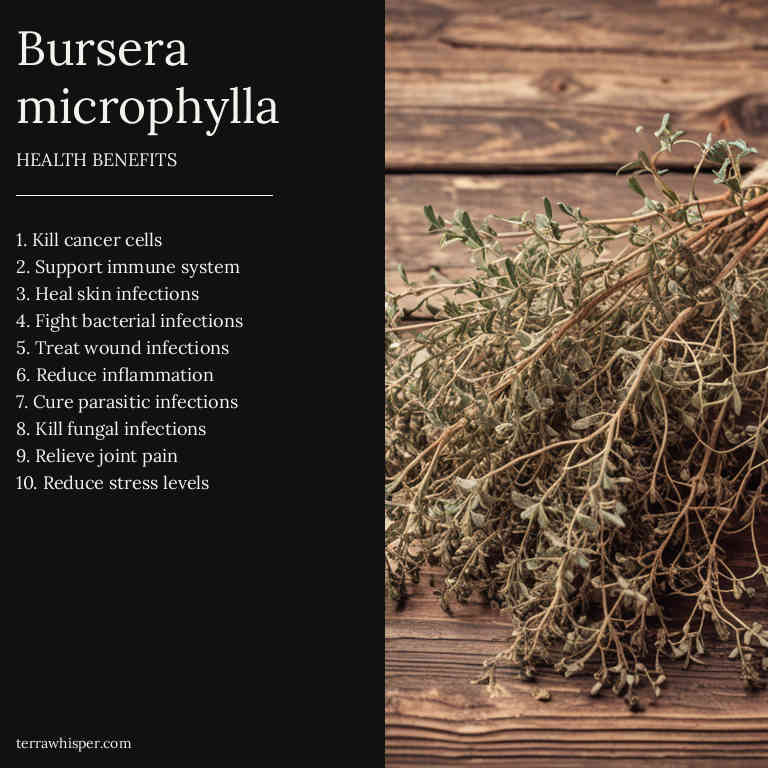 Bursera
microphylla
HEALTH BENEFITS
1. Kill cancer cells
2. Support immune system
3. Heal skin infections
4. Fight bacterial infections
5. Treat wound infections
6. Reduce inflammation
7. Cure parasitic infections
8. Kill fungal infections
9. Relieve joint pain
10. Reduce stress levels
terrawhisper.com